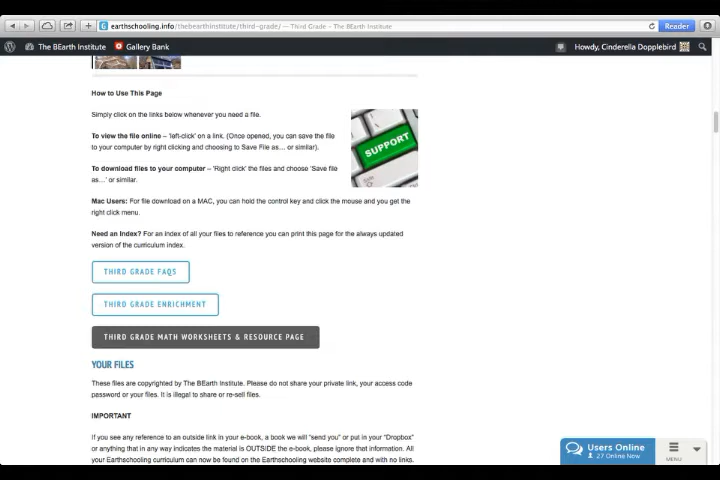 earthschooling.info/thebearthinstitute/third-grade/ — Third Grade – The BEarth Institute
Reader
The BEarth Institute
Gallery Bank
Howdy, Cinderella Dopplebird
How to Use This Page
Simply click on the links below whenever you need a file.
To view the file online – 'left-click' on a link. (Once opened, you can save the file
to your computer by right clicking and choosing to Save File as... or similar).
SUPPORT
To download files to your computer – 'Right click' the files and choose 'Save file
as...' or similar.
Mac Users: For file download on a MAC, you can hold the control key and click the mouse and you get the
right click menu.
Need an Index? For an index of all your files to reference you can print this page for the always updated
version of the curriculum index.
THIRD GRADE FAQS
THIRD GRADE ENRICHMENT
THIRD GRADE MATH WORKSHEETS & RESOURCE PAGE
YOUR FILES
These files are copyrighted by The BEarth Institute. Please do not share your private link, your access code
password or your files. It is illegal to share or re-sell files.
IMPORTANT
If you see any reference to an outside link in your e-book, a book we will "send you" or put in your "Dropbox"
or anything that in any way indicates the material is OUTSIDE the e-book, please ignore that information. All
your Earthschooling curriculum can now be found on the Earthschooling website complete and with no links.
Users Online
27 Online Now
MENU